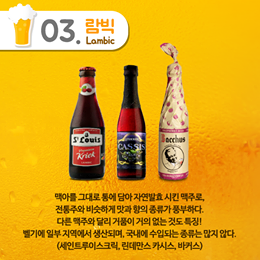 03. 람빅
Lambic
St Louis
Kriek
CASSIS
Bacchus
맥아를 그대로 통에 담아 자연발효 시킨 맥주로,
전통주와 비슷하게 맛과 향의 종류가 풍부하다.
다른 맥주와 달리 거품이 거의 없는 것도 특징!
벨기에 일부 지역에서 생산되며, 국내에 수입되는 종류는 많지 않다.
(세인트루이스크릭, 린데만스 카시스, 바커스)